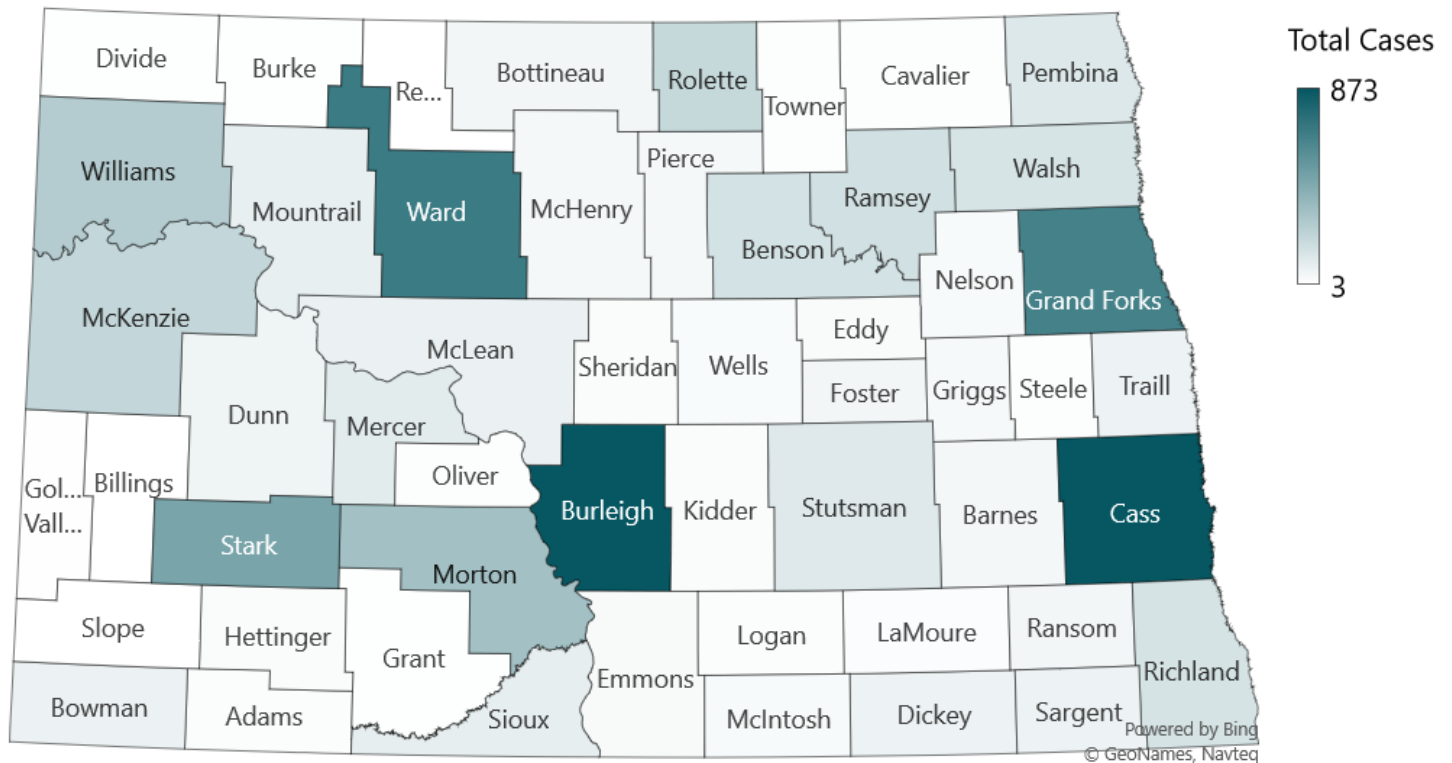 Total Cases
873
3
Divide
Burke
Re...
Bottineau
Rolette
Towner
Cavalier
Pembina
Williams
Mountrail
Ward
McHenry
Pierce
Benson
Ramsey
Walsh
Nelson
Grand Forks
McKenzie
Dunn
McLean
Mercer
Oliver
Sheridan
Wells
Eddy
Foster
Griggs
Steele
Traill
Gol...
Vall...
Billings
Stark
Morton
Burleigh
Kidder
Stutsman
Barnes
Cass
Slope
Hettinger
Grant
Bowman
Adams
Sioux
Emmons
Logan
LaMoure
Ransom
Richland
McIntosh
Dickey
Sargent
Powered by Bing
© GeoNames, Navteq